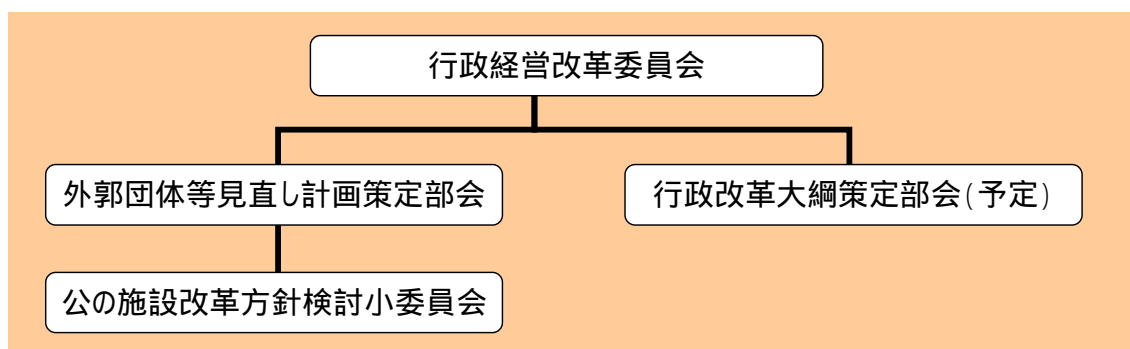 行政経営改革委員会
外郭団体等見直し計画策定部会
行政改革大綱策定部会(予定)
公の施設改革方針検討小委員会